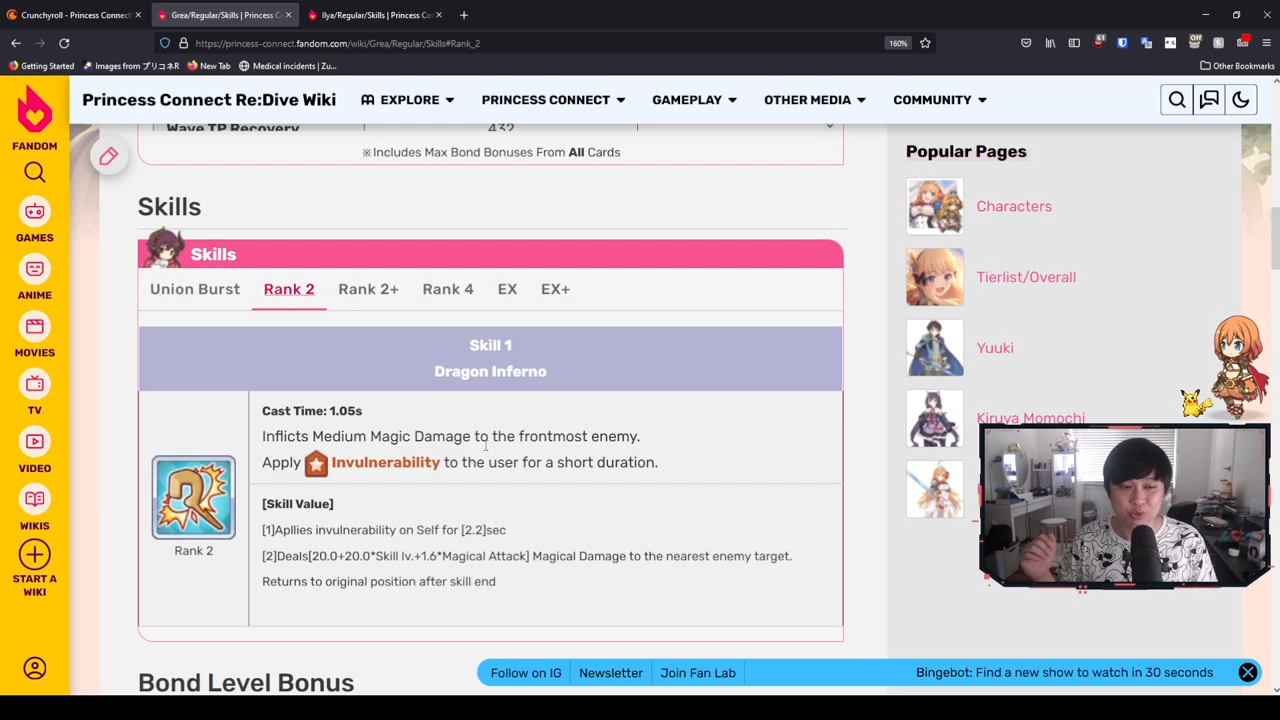 Crunchyroll - Princess Connect!
Grea/Regular/Skills | Princess C
Ilya/Regular/Skills | Princess Co
https://princess-connect.fandom.com/wiki/Grea/Regular/Skills#Rank_2
160%
61
Off
Getting Started
Images from プリコネR
New Tab
Medical incidents | Zu...
Other Bookmarks
FANDOM
GAMES
ANIME
MOVIES
TV
VIDEO
WIKIS
START A
WIKI
Princess Connect Re:Dive Wiki
EXPLORE
PRINCESS CONNECT
GAMEPLAY
OTHER MEDIA
COMMUNITY
Wave TP Recovery
432
※Includes Max Bond Bonuses From All Cards
Skills
Skills
Union Burst
Rank 2
Rank 2+
Rank 4
EX
EX+
Skill 1
Dragon Inferno
Rank 2
Cast Time: 1.05s
Inflicts Medium Magic Damage to the frontmost enemy.
Apply Invulnerability to the user for a short duration.
[Skill Value]
[1]Apllies invulnerability on Self for [2.2]sec
[2]Deals[20.0+20.0*Skill lv.+1.6*Magical Attack] Magical Damage to the nearest enemy target.
Returns to original position after skill end
Bond Level Bonus
Popular Pages
Characters
Tierlist/Overall
Yuuki
Kiruya Momochi
Follow on IG
Newsletter
Join Fan Lab
Bingebot: Find a new show to watch in 30 seconds